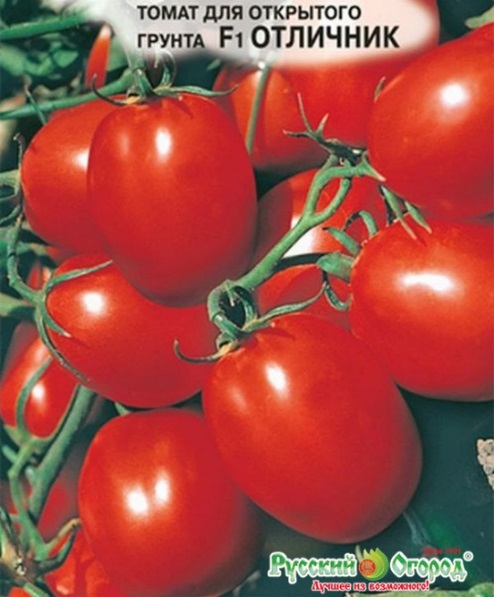 ТОМАТ ДЛЯ ОТКРЫТОГО
ГРУНТА F1 ОТЛИЧНИК
Русский Огород®
Лучшее из возможного!